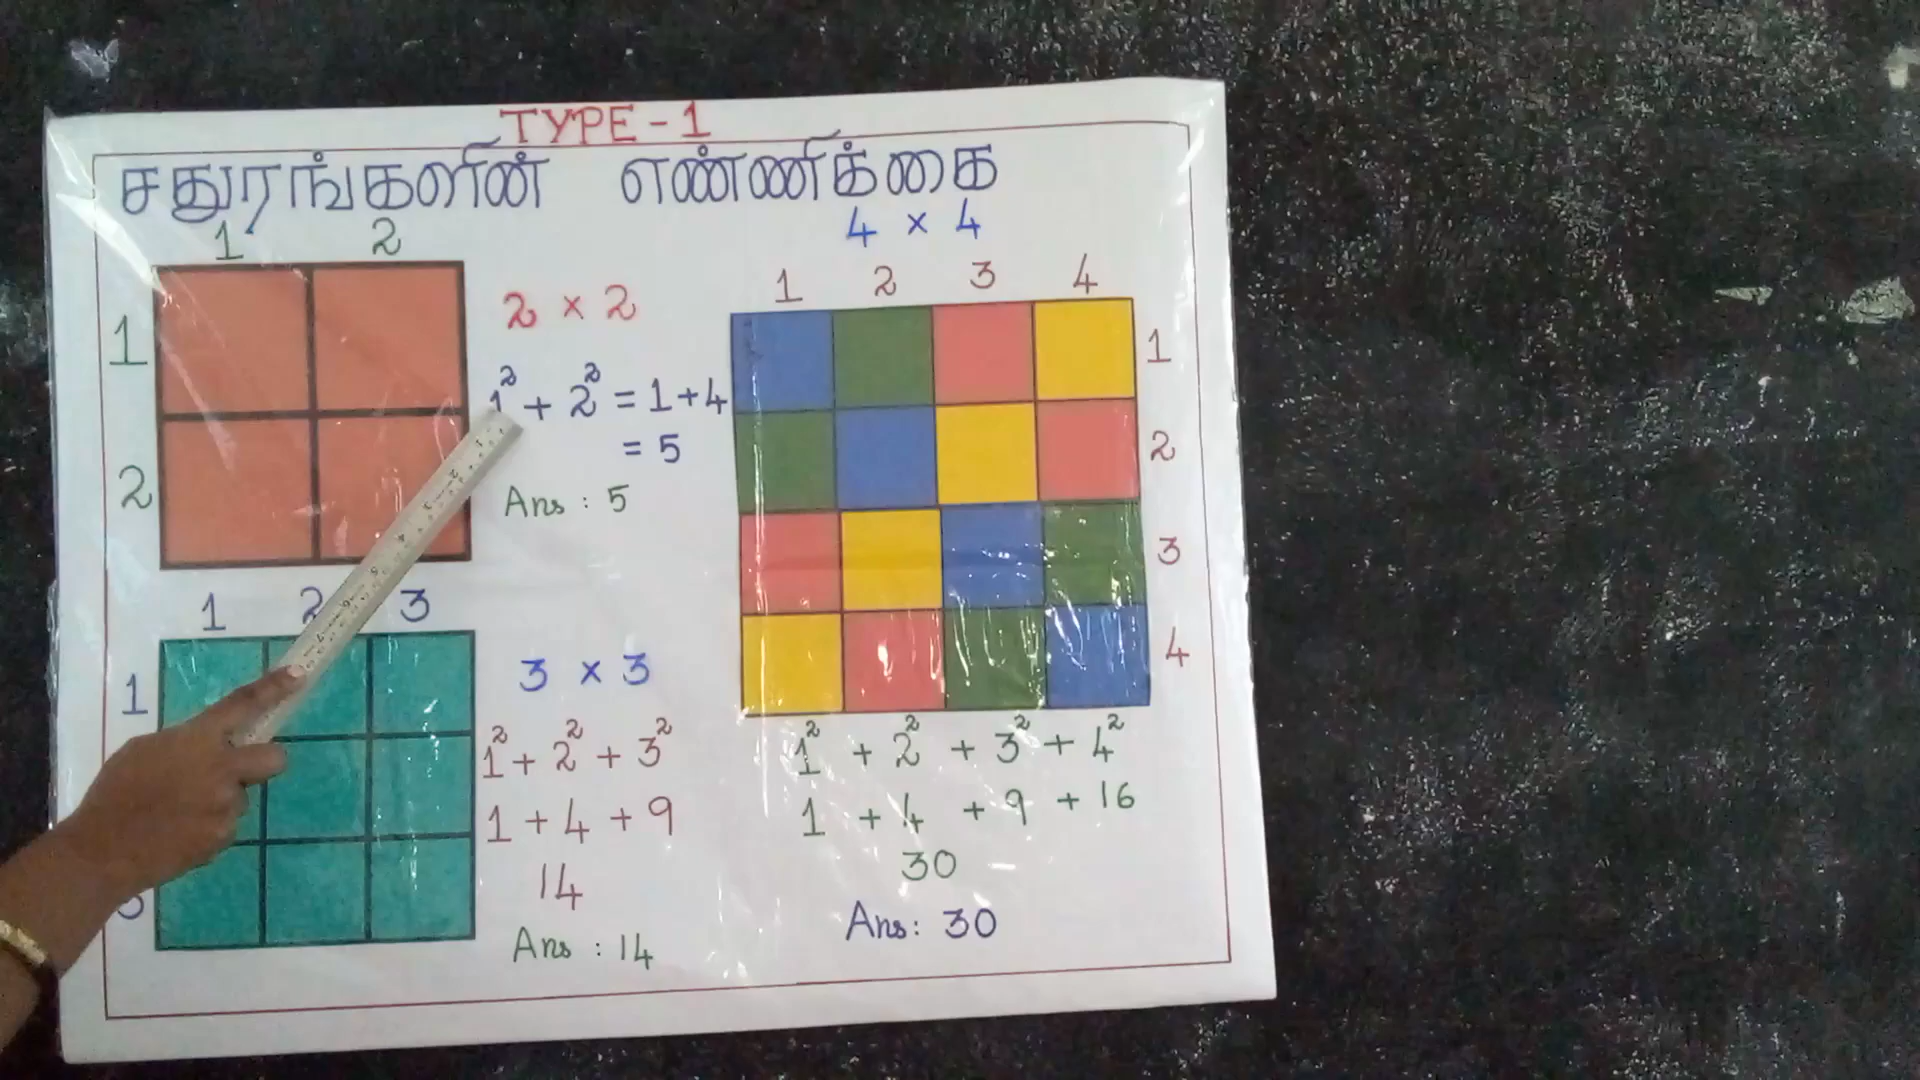 TYPE - 1
சதுரங்களின் எண்ணிக்கை
1 2
1
2
2 × 2
1² + 2² = 1 + 4
= 5
Ans : 5
1 2 3
1
3 × 3
1² + 2² + 3²
1 + 4 + 9
14
Ans : 14
4 × 4
1 2 3 4
1
2
3
4
1² + 2² + 3² + 4²
1 + 4 + 9 + 16
30
Ans : 30